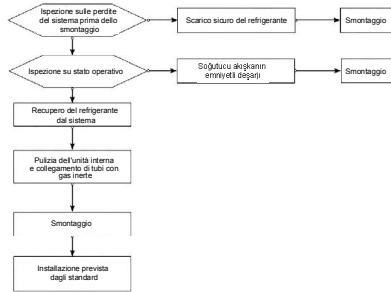 Ispezione sulle perdite
del sistema prima dello
smontaggio
Scarico sicuro del refrigerante
Smontaggio
Ispezione su stato operativo
Soğutucu akışkanın
emniyetli deşarjı
Smontaggio
Recupero del refrigerante
dal sistema
Pulizia dell'unità interna
e collegamento di tubi con
gas inerte
Smontaggio
Installazione prevista
dagli standard